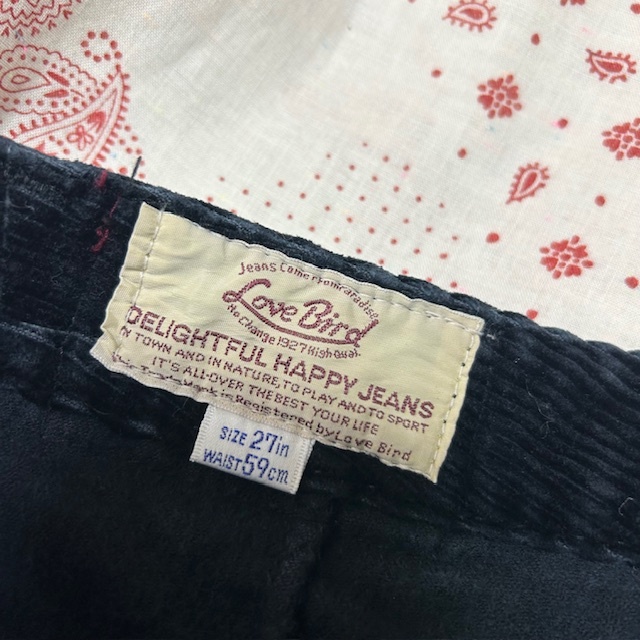 Jeans Come From Paradise
Love Bird
No Change 1927 High Qual.
DELIGHTFUL HAPPY JEANS
N TOWN AND IN NATURE, TO PLAY AND TO SPORT
IT'S ALL OVER THE BEST YOUR LIFE
is Registered by Love Bird
SIZE 27in
WAIST 59cm